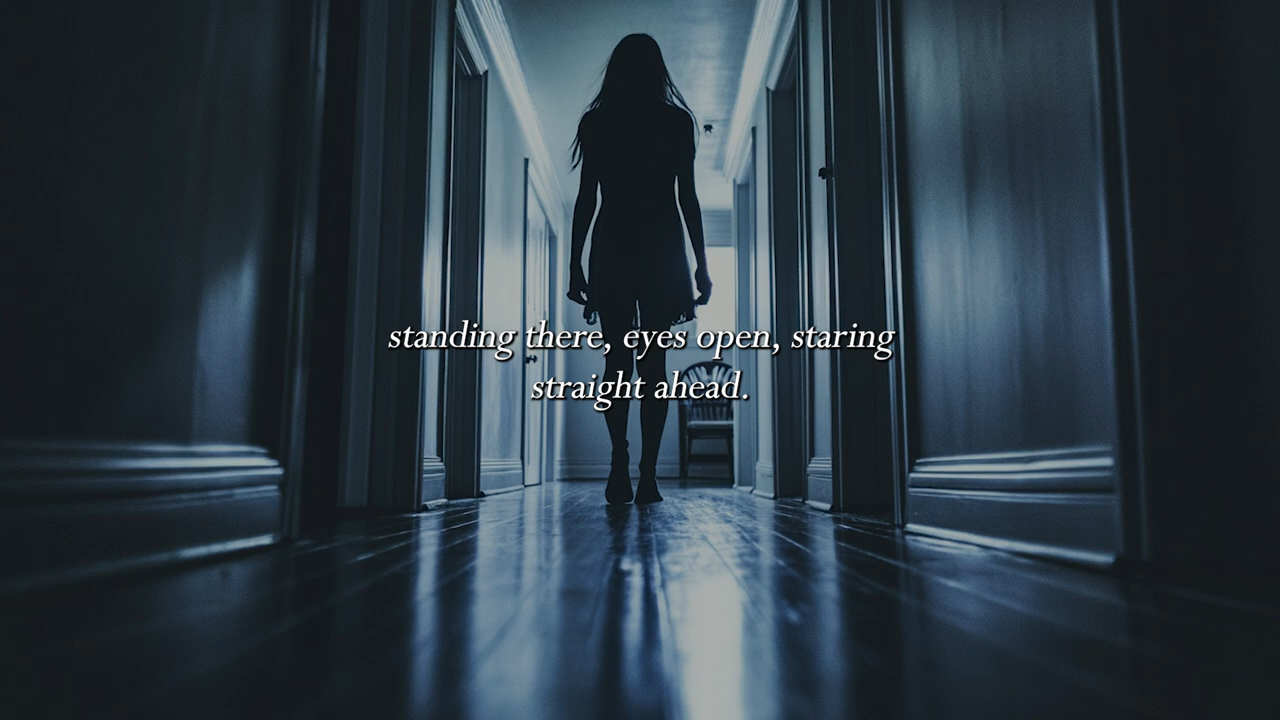 standing there, eyes open, staring
straight ahead.